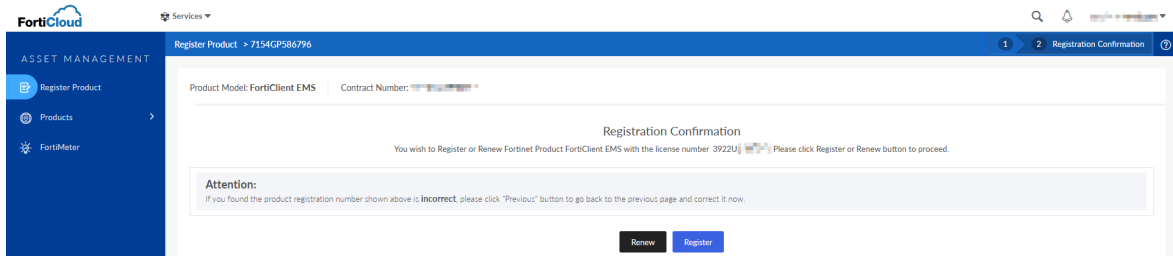 FortiCloud
Services
ASSET MANAGEMENT
Register Product
Products
FortiMeter
Register Product > 7154GP586796
1
2 Registration Confirmation
Product Model: FortiClient EMS
Contract Number:
Registration Confirmation
You wish to Register or Renew Fortinet Product FortiClient EMS with the license number 3922U Please click Register or Renew button to proceed.
Attention:
If you found the product registration number shown above is incorrect, please click "Previous" button to go back to the previous page and correct it now.
Renew
Register